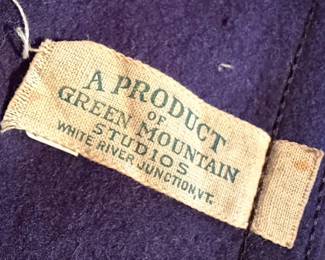 A PRODUCT
OF
GREEN MOUNTAIN
STUDIOS
WHITE RIVER JUNCTION, VT.